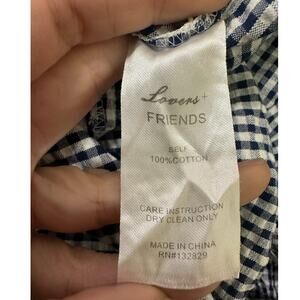 Lovers +
FRIENDS
SELF
100%COTTON
CARE INSTRUCTION
DRY CLEAN ONLY
MADE IN CHINA
RN#132829